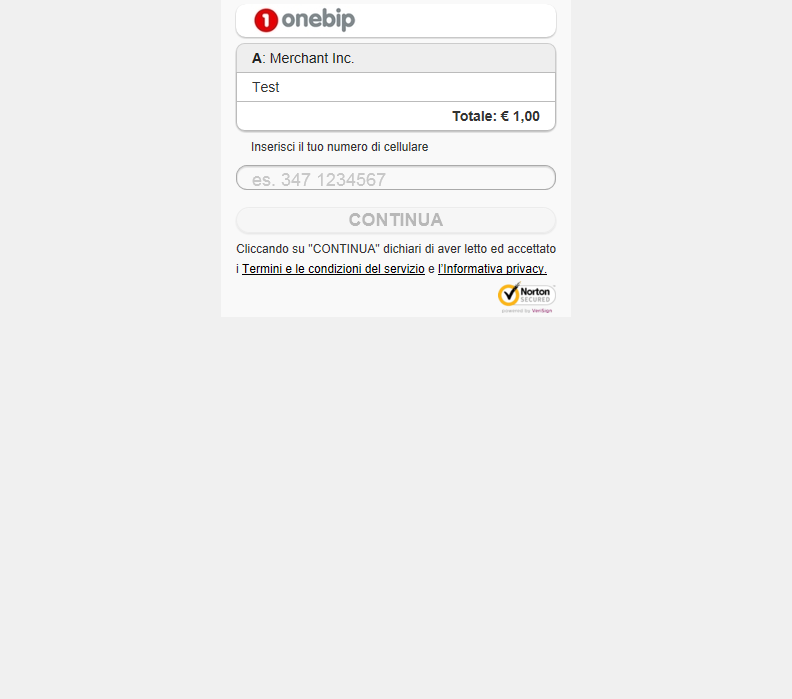 1 onebip
A: Merchant Inc.
Test
Totale: € 1,00
Inserisci il tuo numero di cellulare
es. 347 1234567
CONTINUA
Cliccando su "CONTINUA" dichiari di aver letto ed accettato
i Termini e le condizioni del servizio e l'Informativa privacy.
Norton
SECURED
powered by VeriSign